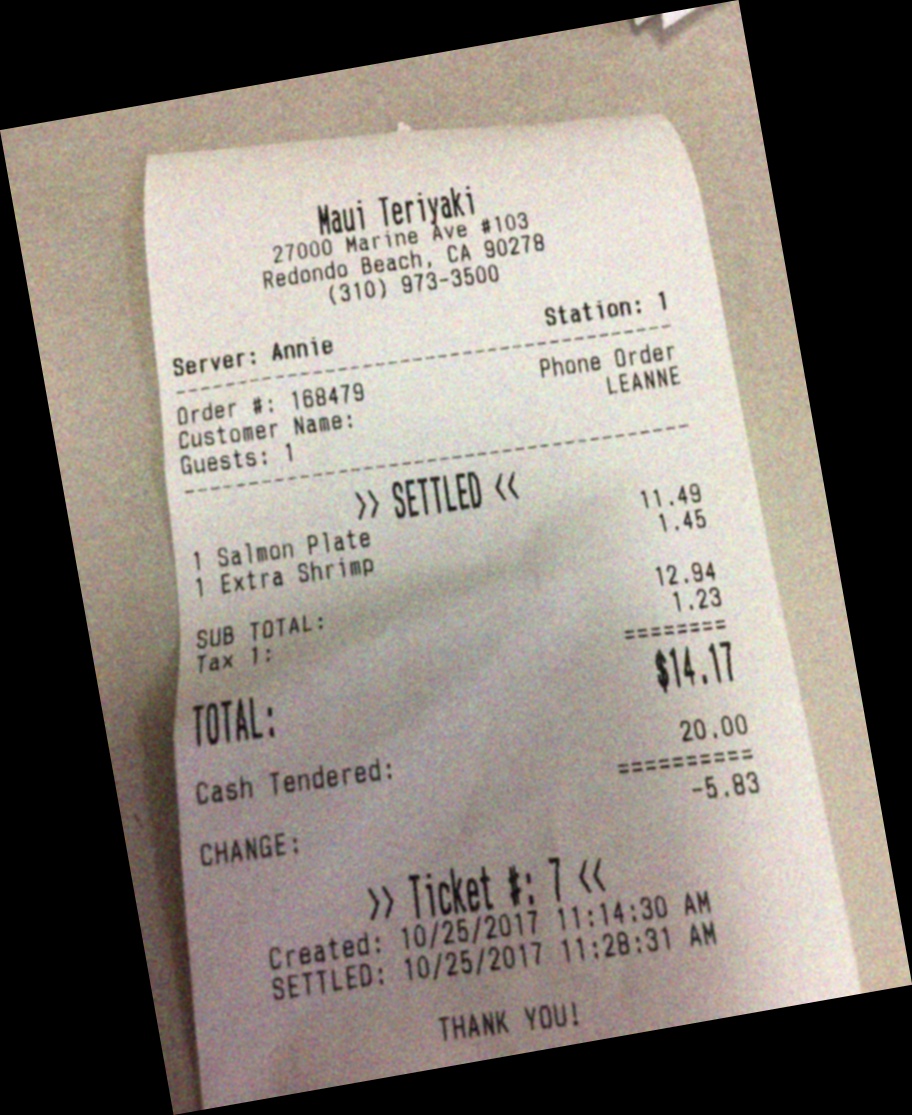 Maui Teriyaki
27000 Marine Ave #103
Redondo Beach, CA 90278
(310) 973-3500
Server: Annie Station: 1
Order #: 168479 Phone Order
Customer Name: LEANNE
Guests: 1
>> SETTLED <<
1 Salmon Plate 11.49
1 Extra Shrimp 1.45
SUB TOTAL: 12.94
Tax 1: 1.23
========
TOTAL: $14.17
Cash Tendered: 20.00
==========
CHANGE: -5.83
>> Ticket #: 7 <<
Created: 10/25/2017 11:14:30 AM
SETTLED: 10/25/2017 11:28:31 AM
THANK YOU!